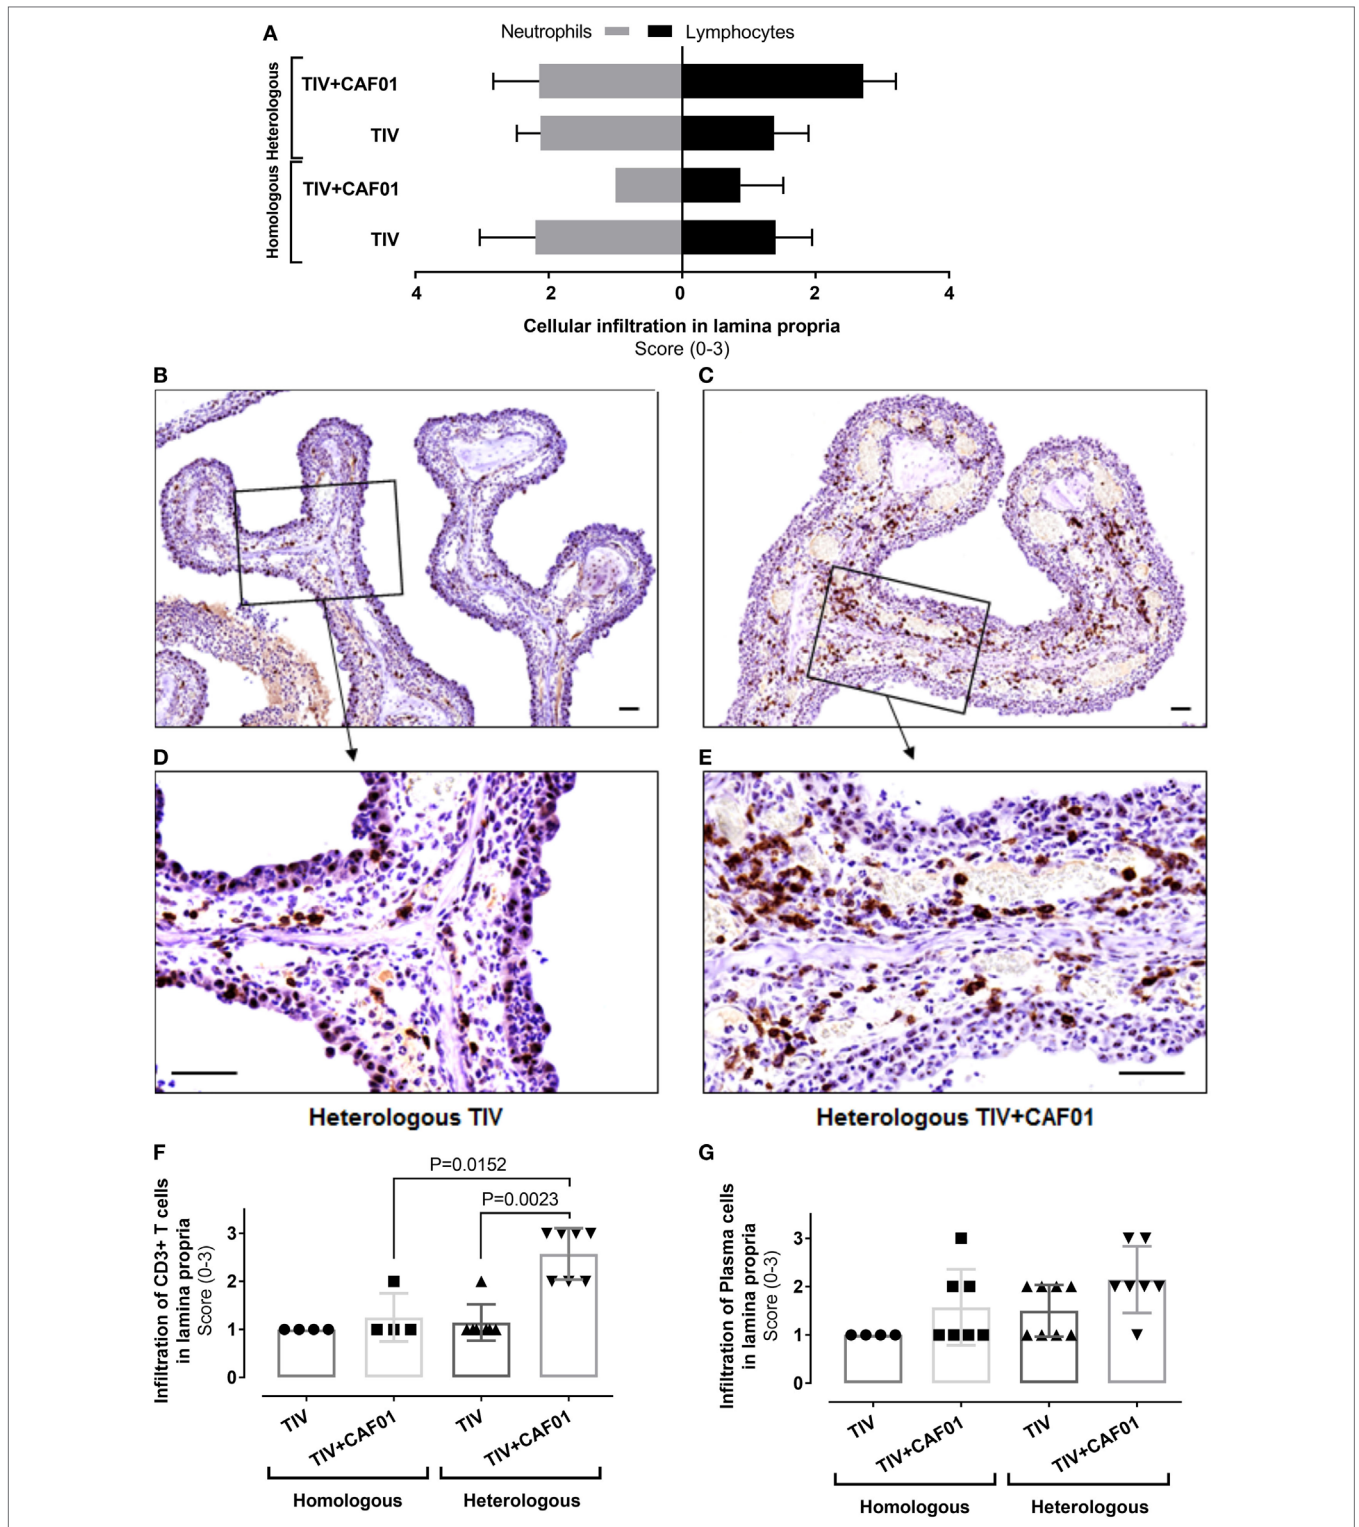 A
Neutrophils Lymphocytes
Heterologous
TIV+CAF01
TIV
Homologous
TIV+CAF01
TIV
4 2 0 2 4
Cellular infiltration in lamina propria
Score (0-3)
B
C
D
E
Heterologous TIV
Heterologous TIV+CAF01
F
Infiltration of CD3+ T cells
in lamina propria
Score (0-3)
P=0.0152
P=0.0023
3
2
1
0
TIV
TIV+CAF01
TIV
TIV+CAF01
Homologous
Heterologous
G
Infiltration of Plasma cells
in lamina propria
Score (0-3)
3
2
1
0
TIV
TIV+CAF01
TIV
TIV+CAF01
Homologous
Heterologous